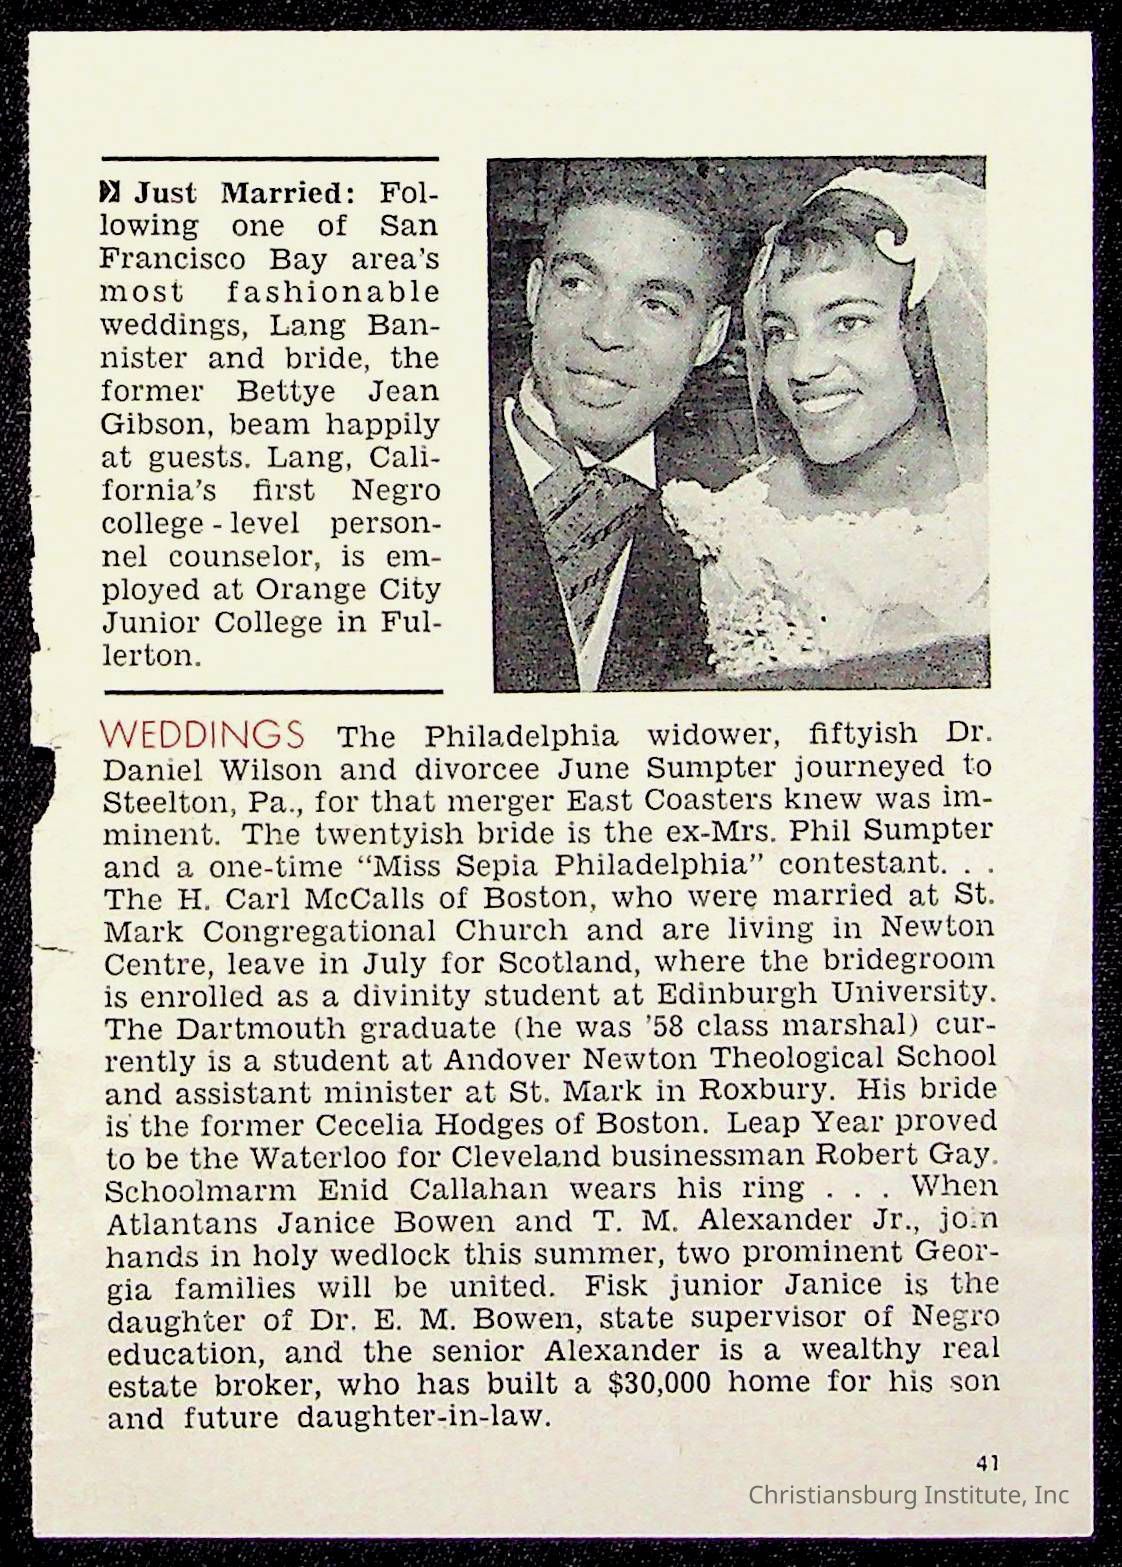 Just Married: Fol-
lowing one of San
Francisco Bay area's
most fashionable
weddings, Lang Ban-
nister and bride, the
former Bettye Jean
Gibson, beam happily
at guests. Lang, Cali-
fornia's first Negro
college-level person-
nel counselor, is em-
ployed at Orange City
Junior College in Ful-
lerton.
WEDDINGS The Philadelphia widower, fiftyish Dr.
Daniel Wilson and divorcee June Sumpter journeyed to
Steelton, Pa., for that merger East Coasters knew was im-
minent. The twentyish bride is the ex-Mrs. Phil Sumpter
and a one-time “Miss Sepia Philadelphia” contestant. . .
The H. Carl McCalls of Boston, who were married at St.
Mark Congregational Church and are living in Newton
Centre, leave in July for Scotland, where the bridegroom
is enrolled as a divinity student at Edinburgh University.
The Dartmouth graduate (he was ’58 class marshal) cur-
rently is a student at Andover Newton Theological School
and assistant minister at St. Mark in Roxbury. His bride
is the former Cecelia Hodges of Boston. Leap Year proved
to be the Waterloo for Cleveland businessman Robert Gay.
Schoolmarm Enid Callahan wears his ring . . . When
Atlantans Janice Bowen and T. M. Alexander Jr., join
hands in holy wedlock this summer, two prominent Geor-
gia families will be united. Fisk junior Janice is the
daughter of Dr. E. M. Bowen, state supervisor of Negro
education, and the senior Alexander is a wealthy real
estate broker, who has built a $30,000 home for his son
and future daughter-in-law.
41
Christiansburg Institute, Inc